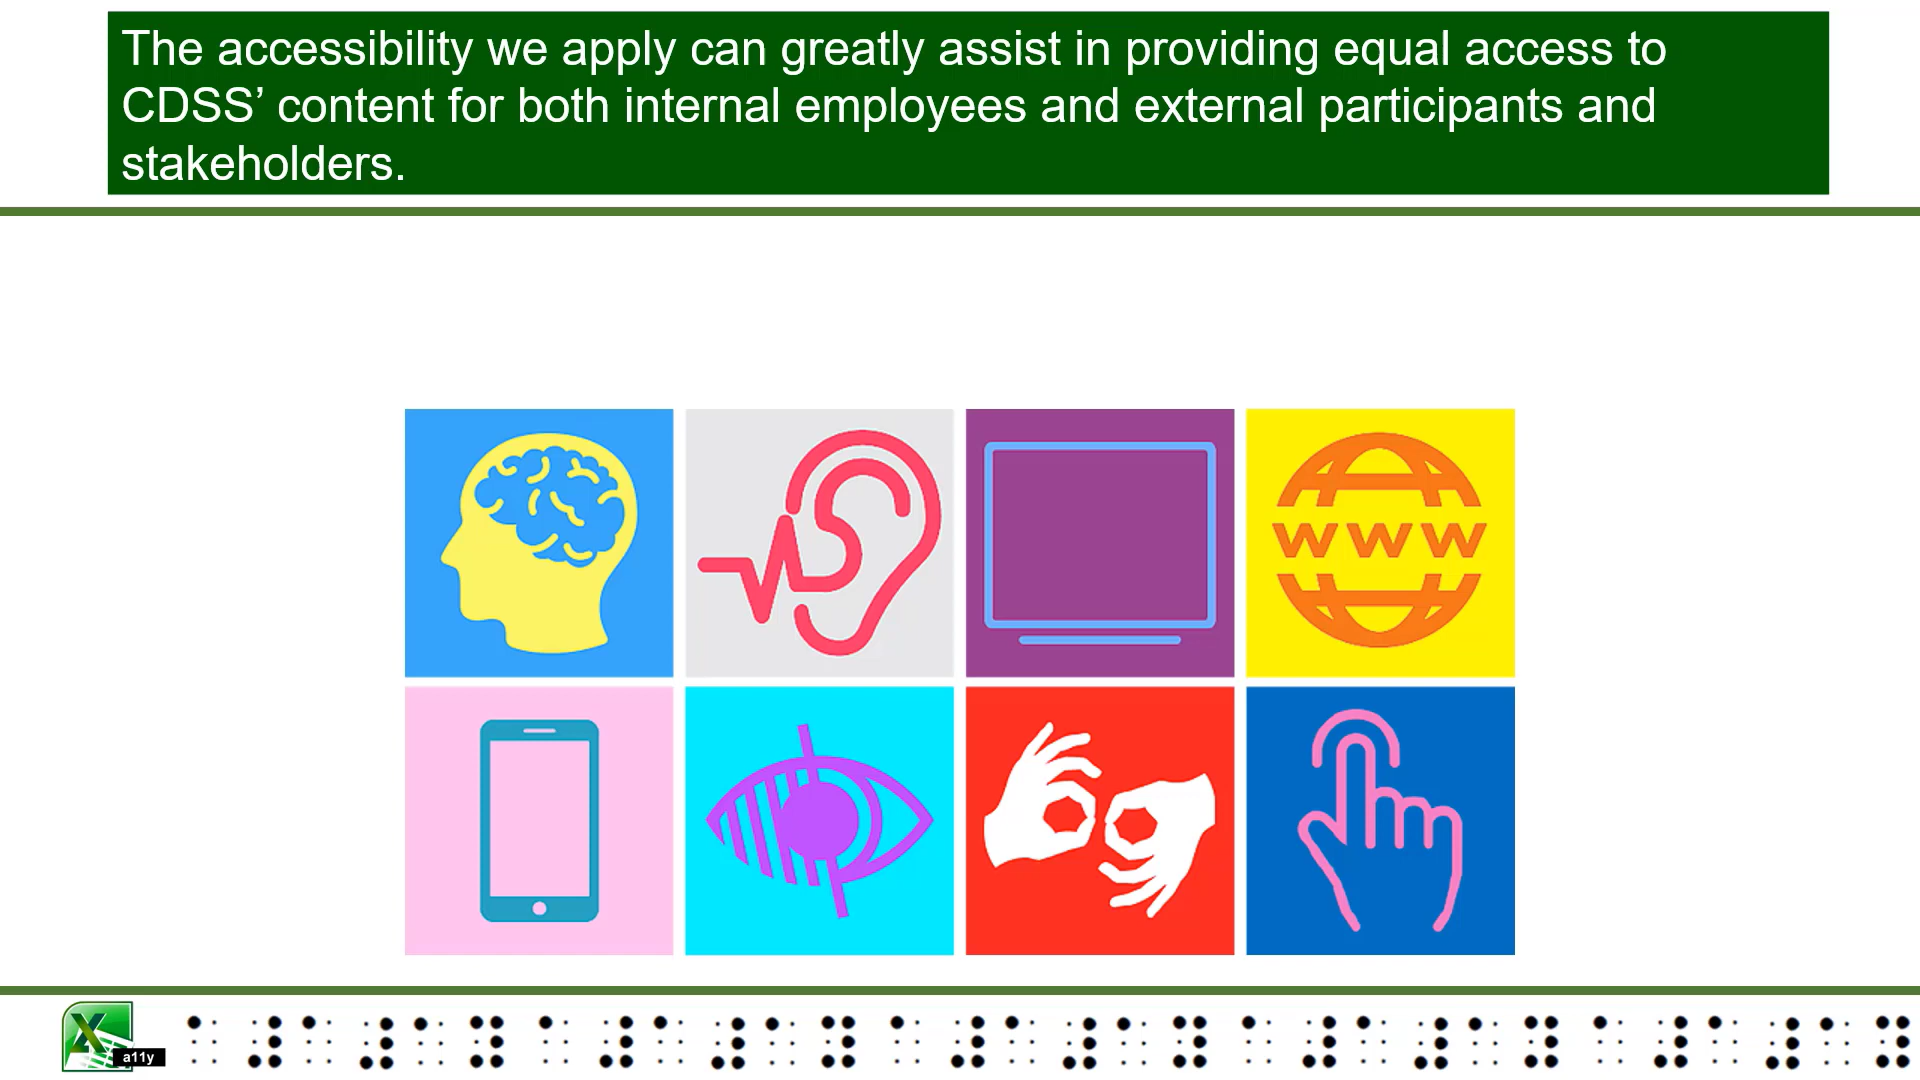 The accessibility we apply can greatly assist in providing equal access to
CDSS’ content for both internal employees and external participants and
stakeholders.
www
X
a11y